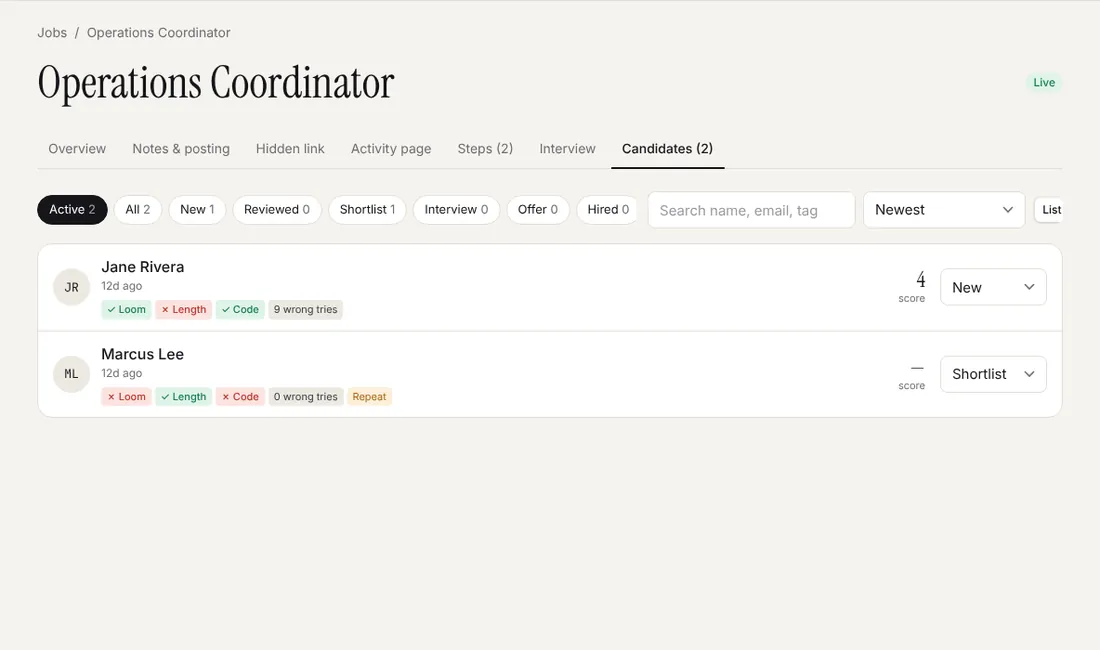 Jobs / Operations Coordinator
Operations Coordinator
Live
Overview Notes & posting Hidden link Activity page Steps (2) Interview Candidates (2)
Active 2 All 2 New 1 Reviewed 0 Shortlist 1 Interview 0 Offer 0 Hired 0 Search name, email, tag Newest List
JR Jane Rivera
12d ago
✓ Loom × Length ✓ Code 9 wrong tries
4
score
New
ML Marcus Lee
12d ago
× Loom ✓ Length × Code 0 wrong tries Repeat
—
score
Shortlist